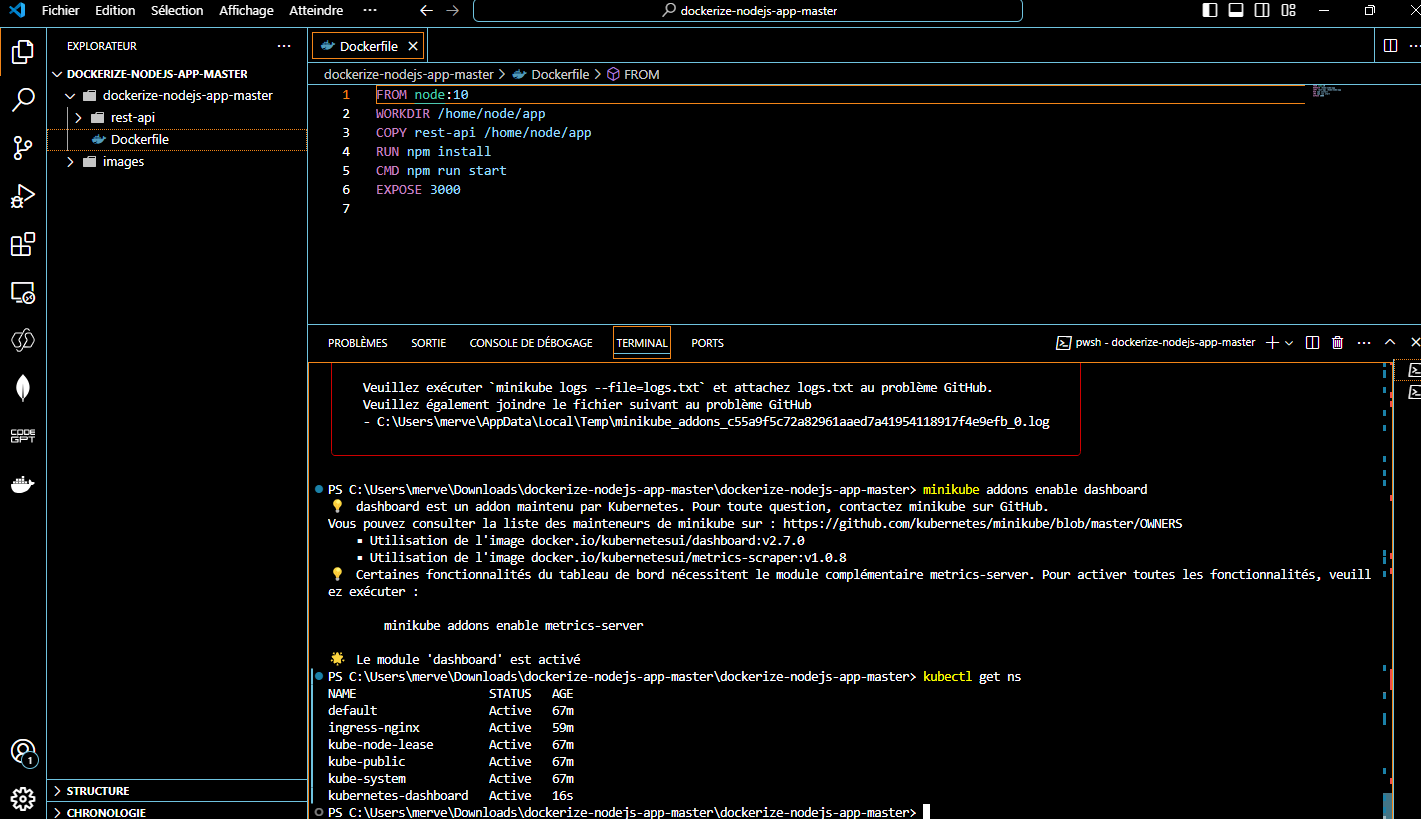 Fichier Edition Sélection Affichage Atteindre ··· dockerize-nodejs-app-master
EXPLORATEUR ···
DOCKERIZE-NODEJS-APP-MASTER
dockerize-nodejs-app-master
rest-api
Dockerfile
images
CODE
GPT
1
STRUCTURE
CHRONOLOGIE
Dockerfile
dockerize-nodejs-app-master > Dockerfile > FROM
1 FROM node:10
2 WORKDIR /home/node/app
3 COPY rest-api /home/node/app
4 RUN npm install
5 CMD npm run start
6 EXPOSE 3000
7
PROBLÈMES SORTIE CONSOLE DE DÉBOGAGE TERMINAL PORTS pwsh - dockerize-nodejs-app-master
Veuillez exécuter `minikube logs --file=logs.txt` et attachez logs.txt au problème GitHub.
Veuillez également joindre le fichier suivant au problème GitHub
- C:\Users\merve\AppData\Local\Temp\minikube_addons_c55a9f5c72a82961aaed7a41954118917f4e9efb_0.log
PS C:\Users\merve\Downloads\dockerize-nodejs-app-master\dockerize-nodejs-app-master> minikube addons enable dashboard
💡 dashboard est un addon maintenu par Kubernetes. Pour toute question, contactez minikube sur GitHub.
Vous pouvez consulter la liste des mainteneurs de minikube sur : https://github.com/kubernetes/minikube/blob/master/OWNERS
▪ Utilisation de l'image docker.io/kubernetesui/dashboard:v2.7.0
▪ Utilisation de l'image docker.io/kubernetesui/metrics-scraper:v1.0.8
💡 Certaines fonctionnalités du tableau de bord nécessitent le module complémentaire metrics-server. Pour activer toutes les fonctionnalités, veuill
ez exécuter :
minikube addons enable metrics-server
🌟 Le module 'dashboard' est activé
PS C:\Users\merve\Downloads\dockerize-nodejs-app-master\dockerize-nodejs-app-master> kubectl get ns
NAME STATUS AGE
default Active 67m
ingress-nginx Active 59m
kube-node-lease Active 67m
kube-public Active 67m
kube-system Active 67m
kubernetes-dashboard Active 16s
PS C:\Users\merve\Downloads\dockerize-nodejs-app-master\dockerize-nodejs-app-master>